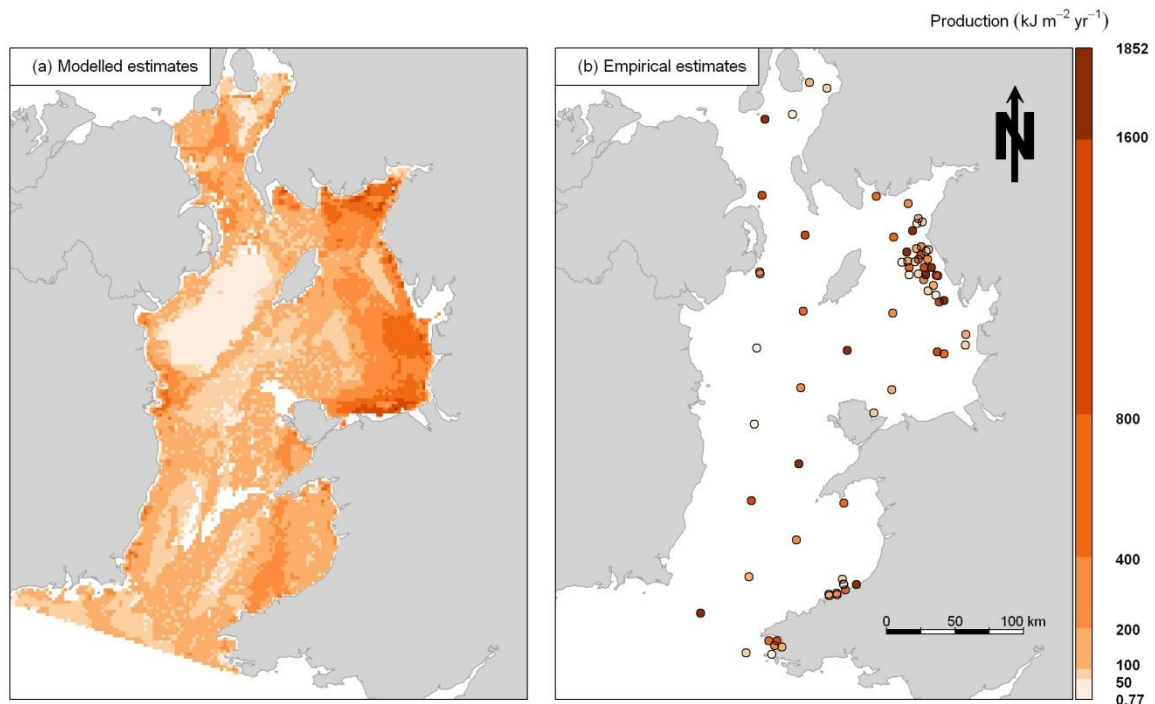 Production (kJ m−2 yr−1)
(a) Modelled estimates
(b) Empirical estimates
N
1852
1600
800
400
200
100
50
0.77
0 50 100 km